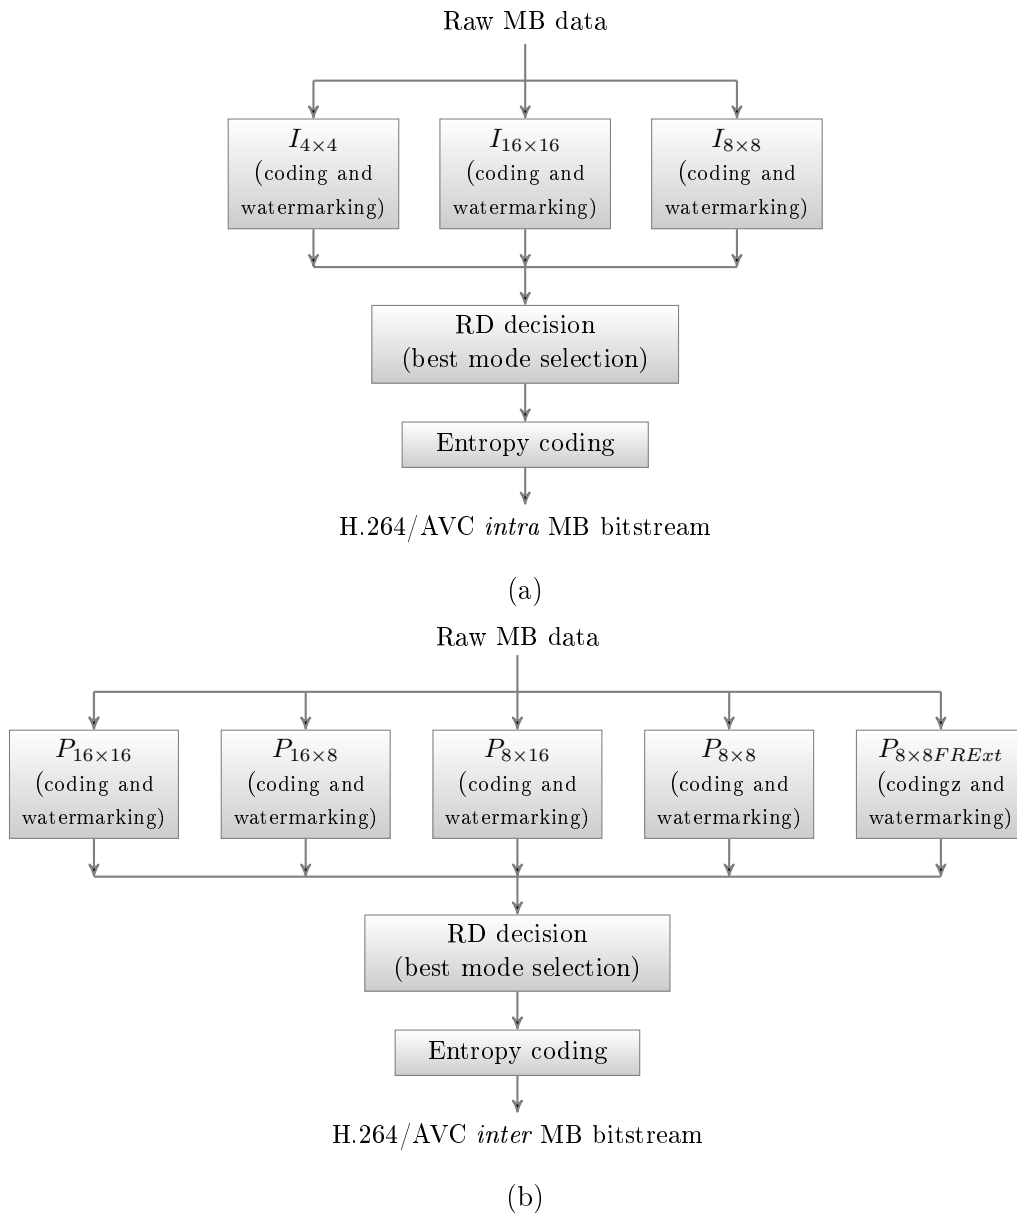 Raw MB data
I4×4
(coding and
watermarking)
I16×16
(coding and
watermarking)
I8×8
(coding and
watermarking)
RD decision
(best mode selection)
Entropy coding
H.264/AVC intra MB bitstream
(a)
Raw MB data
P16×16
(coding and
watermarking)
P16×8
(coding and
watermarking)
P8×16
(coding and
watermarking)
P8×8
(coding and
watermarking)
P8×8FRExt
(codingz and
watermarking)
RD decision
(best mode selection)
Entropy coding
H.264/AVC inter MB bitstream
(b)